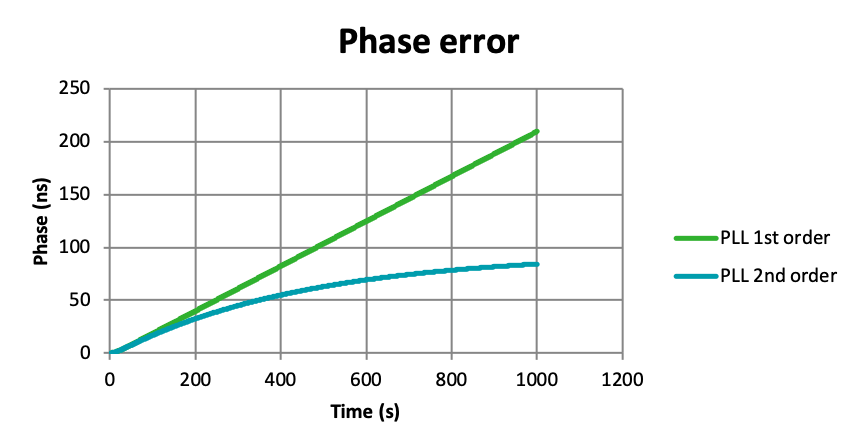 Phase error
250
200
150
100
50
0
Phase (ns)
0 200 400 600 800 1000 1200
Time (s)
PLL 1st order
PLL 2nd order